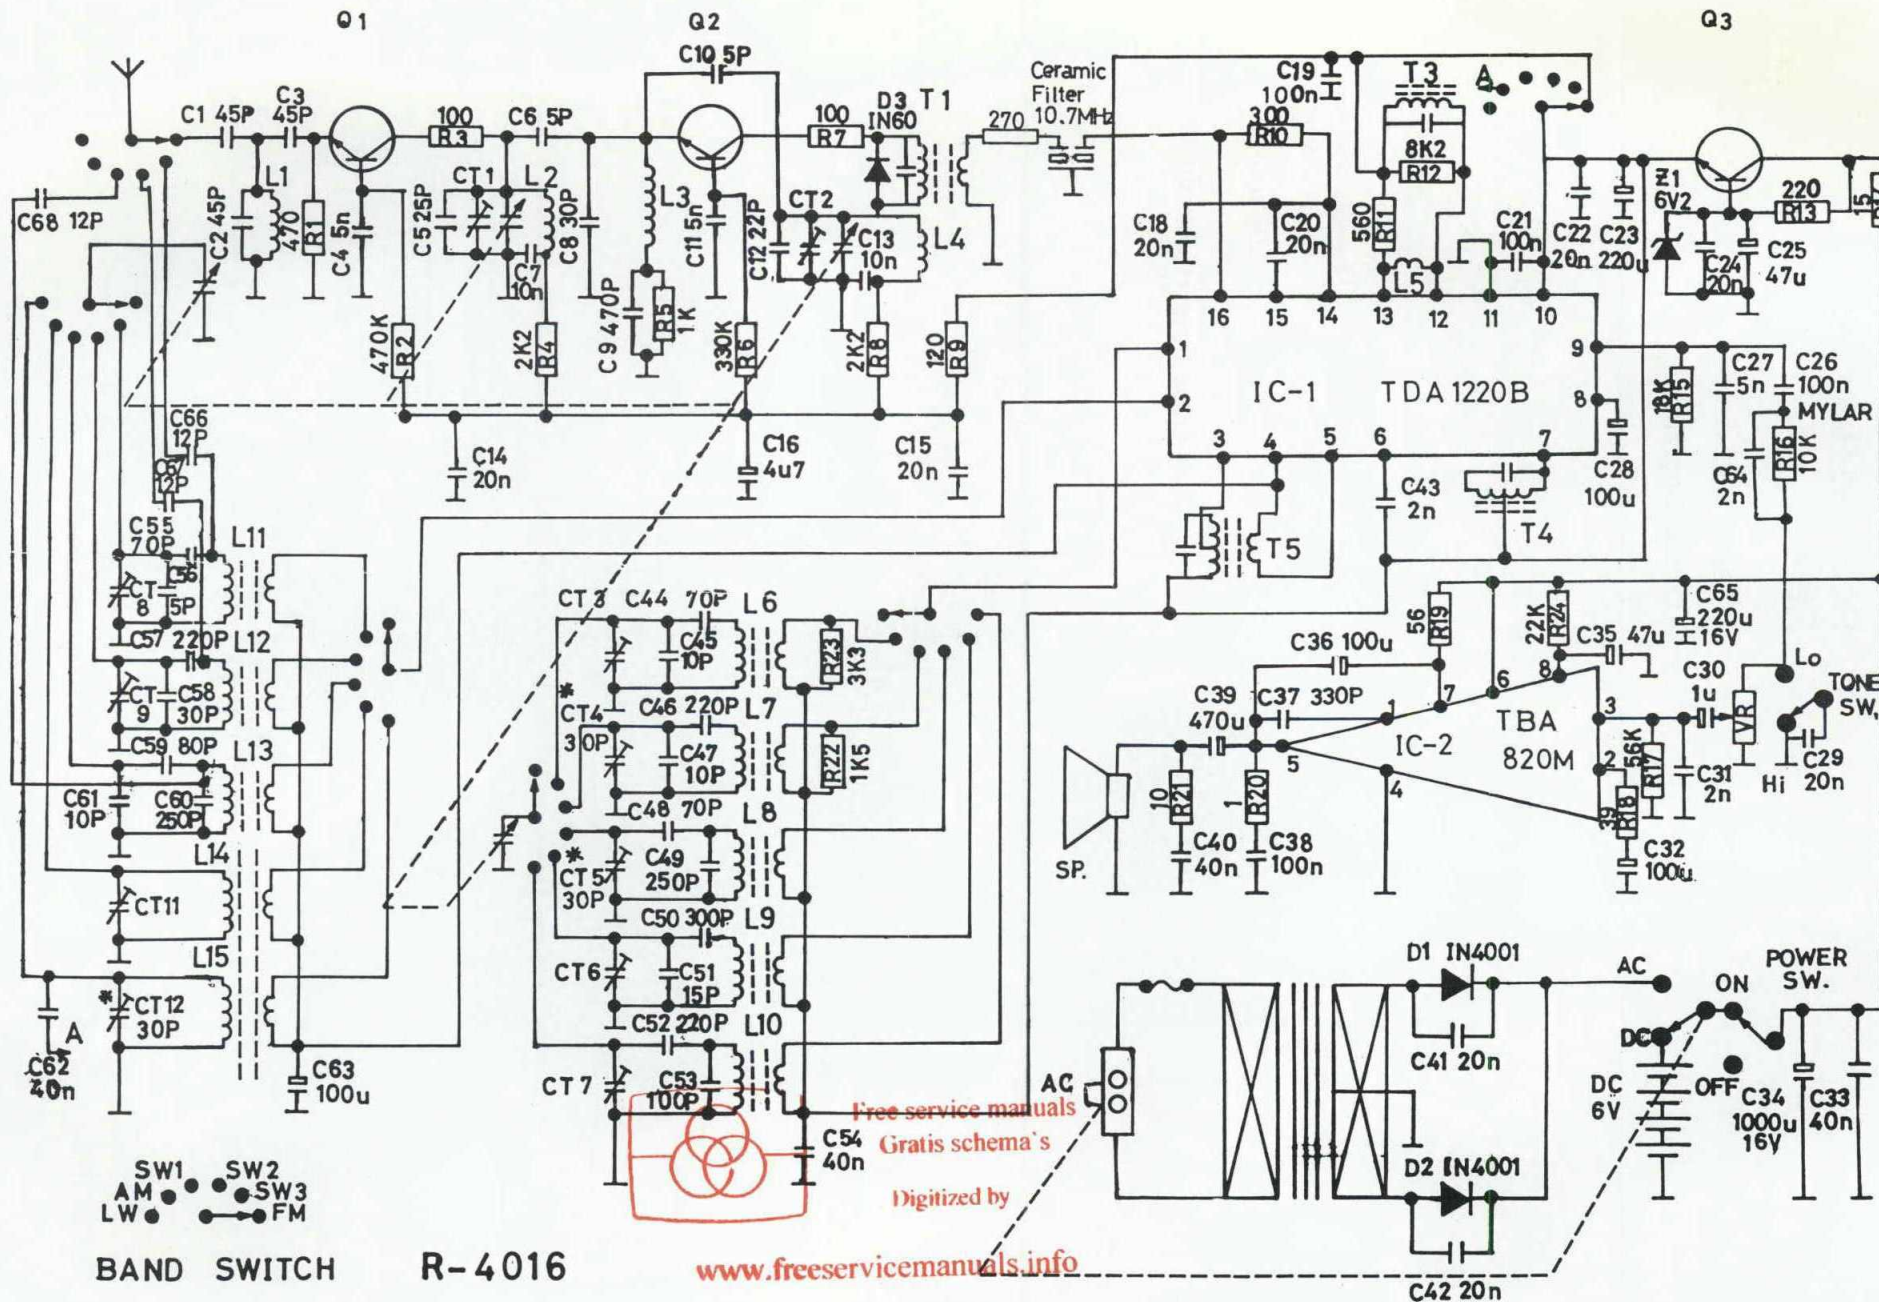 Q1
Q2
Q3
C10 5P
C1 45P
C3
45P
100
R3
C6 5P
100
R7
D3
IN60
T1
270
Ceramic
Filter
10.7MHz
C19
100n
300
R10
T3
A
8K2
R12
C68 12P
C2 45P
L1
470
R1
C4 5n
C5 25P
CT1
L2
C7
10n
C8 30P
L3
C9 470P
R5
1K
C11 5n
C12 22P
CT2
C13
10n
L4
C18
20n
C20
20n
560
R11
L5
C21
100n
C22
20n
C23
220u
Z1
6V2
C24
20n
C25
47u
220
R13
15
470K
R2
2K2
R4
330K
R6
2K2
R8
120
R9
16
15
14
13
12
11
10
1
2
3
4
5
6
7
8
9
IC-1 TDA 1220B
C14
20n
C16
4u7
C15
20n
C66
12P
C67
12P
C43
2n
T4
T5
C28
100u
18K
R15
C27
5n
C26
100n
MYLAR
C64
2n
R16
10K
C55
70P
L11
CT
8
C56
5P
C57 220P
L12
CT
9
C58
30P
C59 80P
L13
C61
10P
C60
250P
L14
CT11
L15
*
CT12
30P
A
C62
40n
C63
100u
CT3
C44 70P
L6
C45
10P
R23
3K3
*
CT4
30P
C46 220P
L7
C47
10P
R22
1K5
C48 70P
L8
*
CT5
30P
C49
250P
C50 300P
L9
CT6
C51
15P
C52 220P
L10
CT7
C53
100P
C54
40n
56
R19
22K
R24
C65
220u
16V
C36 100u
C35 47u
C39
470u
C37 330P
1
7
6
8
3
2
5
4
IC-2
TBA
820M
C30
1u
VR
Lo
TONE
SW,
Hi
C29
20n
56K
R17
C31
2n
39
R18
C32
100u
SP.
10
R21
C40
40n
1
R20
C38
100n
D1 IN4001
C41 20n
D2 IN4001
C42 20n
AC
AC
DC
DC
6V
ON
OFF
POWER
SW.
C34
1000u
16V
C33
40n
SW1 SW2
AM SW3
LW FM
BAND SWITCH R-4016
Free service manuals
Gratis schema's
Digitized by
www.freeservicemanuals.info